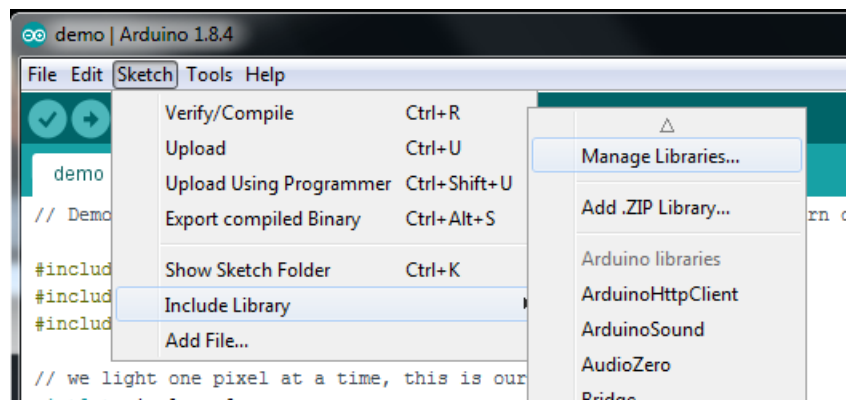 demo | Arduino 1.8.4
File Edit Sketch Tools Help
Verify/Compile Ctrl+R
Upload Ctrl+U
Upload Using Programmer Ctrl+Shift+U
Export compiled Binary Ctrl+Alt+S
Show Sketch Folder Ctrl+K
Include Library
Add File...
Manage Libraries...
Add .ZIP Library...
Arduino libraries
ArduinoHttpClient
ArduinoSound
AudioZero
Bridge
demo
// Demo
#includ
#includ
#includ
// we light one pixel at a time, this is our